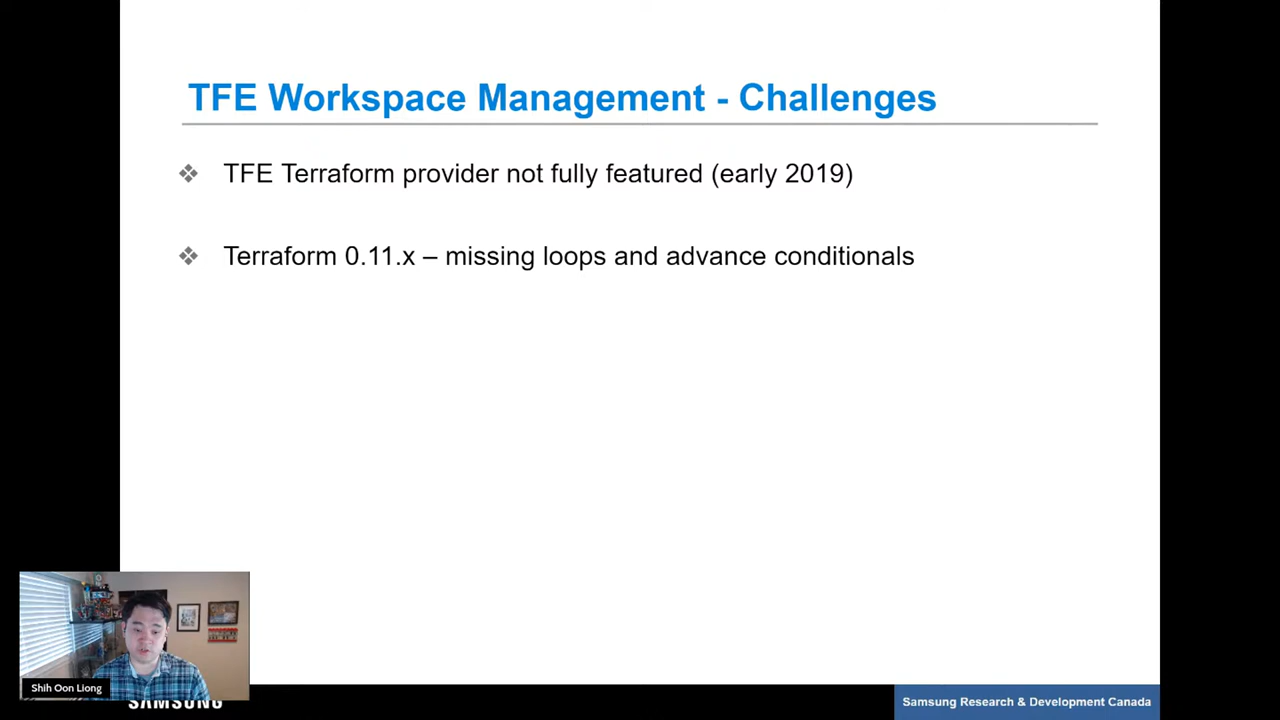 TFE Workspace Management - Challenges
TFE Terraform provider not fully featured (early 2019)
Terraform 0.11.x – missing loops and advance conditionals
Shih Oon Liong
SAMSUNG
Samsung Research & Development Canada